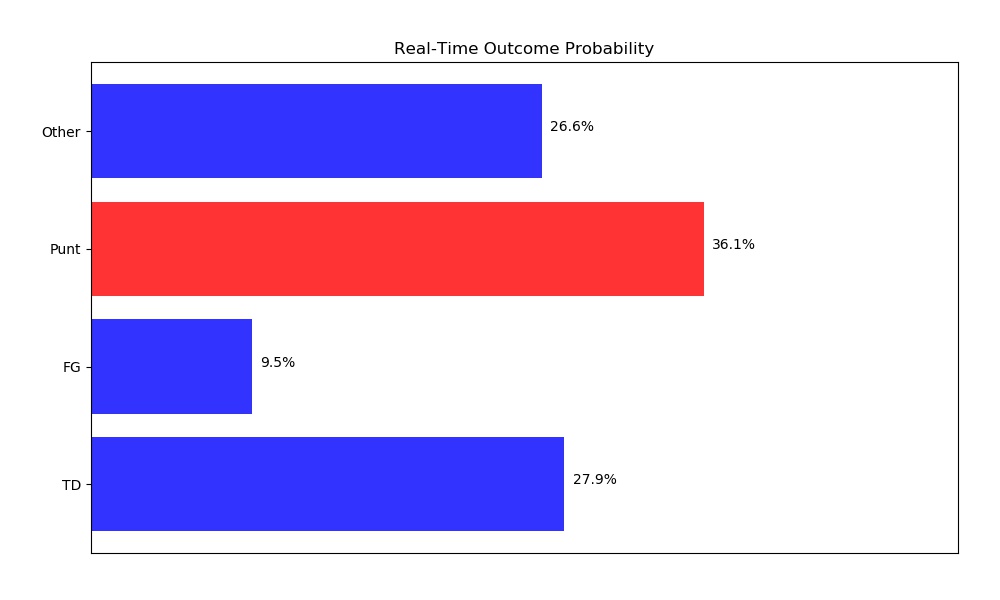 Real-Time Outcome Probability
Other
26.6%
Punt
36.1%
FG
9.5%
TD
27.9%